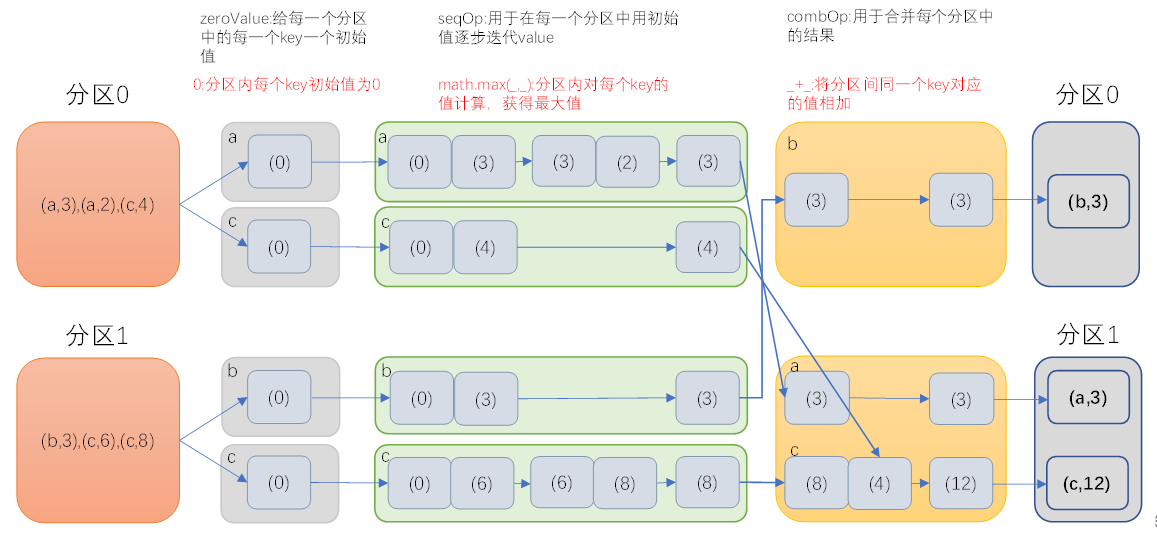 zeroValue:给每一个分区
中的每一个key一个初始
值
seqOp:用于在每一个分区中用初始
值逐步迭代value
combOp:用于合并每个分区中
的结果
0:分区内每个key初始值为0
math.max(_,_):分区内对每个key的
值计算，获得最大值
_+_:将分区间同一个key对应
的值相加
分区0
分区0
(a,3),(a,2),(c,4)
a
(0)
a
(0)
(3)
(3)
(2)
(3)
c
(0)
c
(0)
(4)
(4)
b
(3)
(3)
(b,3)
分区1
分区1
(b,3),(c,6),(c,8)
b
(0)
b
(0)
(3)
(3)
a
(3)
(3)
(a,3)
c
(0)
c
(0)
(6)
(6)
(8)
(8)
c
(8)
(4)
(12)
(c,12)